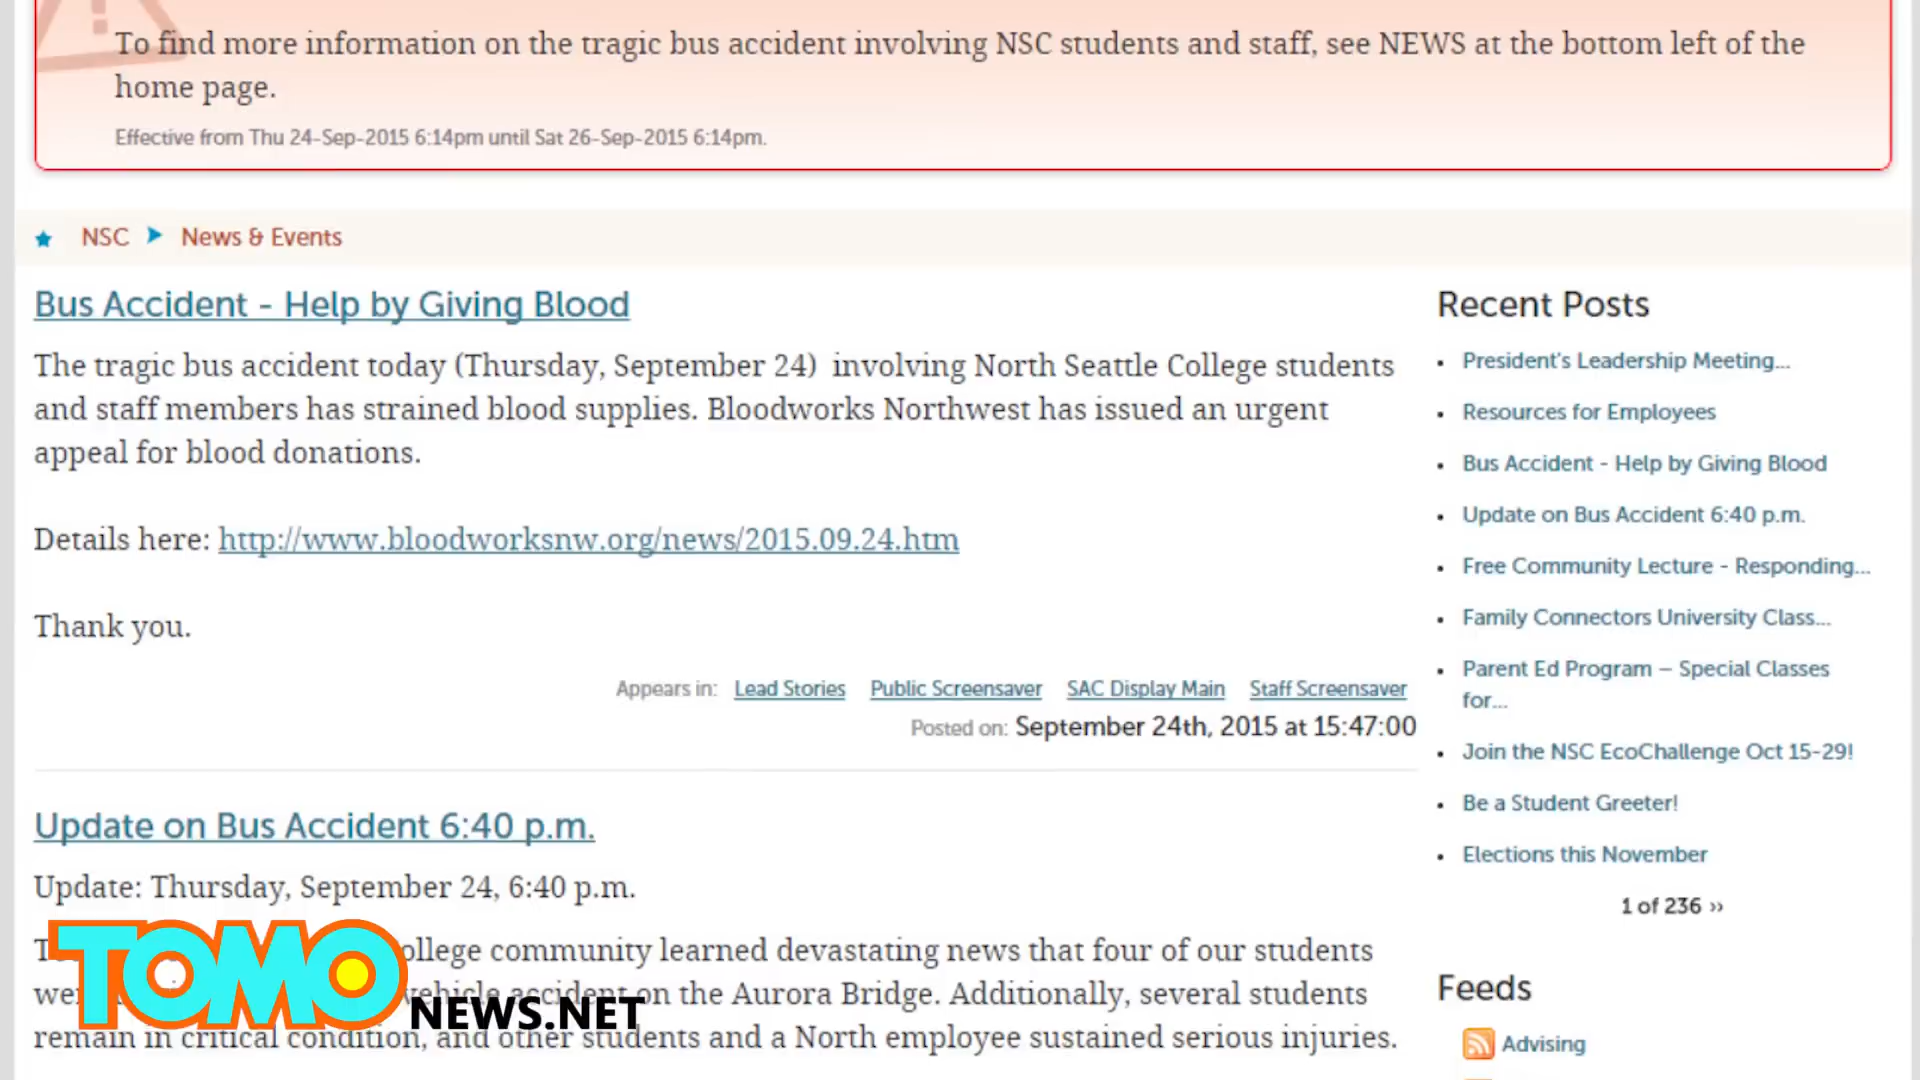 To find more information on the tragic bus accident involving NSC students and staff, see NEWS at the bottom left of the
home page.
Effective from Thu 24-Sep-2015 6:14pm until Sat 26-Sep-2015 6:14pm.
NSC
News & Events
Bus Accident - Help by Giving Blood
The tragic bus accident today (Thursday, September 24) involving North Seattle College students
and staff members has strained blood supplies. Bloodworks Northwest has issued an urgent
appeal for blood donations.
Details here: http://www.bloodworksnw.org/news/2015.09.24.htm
Thank you.
Appears in: Lead Stories Public Screensaver SAC Display Main Staff Screensaver
Posted on: September 24th, 2015 at 15:47:00
Update on Bus Accident 6:40 p.m.
Update: Thursday, September 24, 6:40 p.m.
community learned devastating news that four of our students
vehicle accident on the Aurora Bridge. Additionally, several students
remain in critical condition, and other students and a North employee sustained serious injuries.
Recent Posts
President's Leadership Meeting...
Resources for Employees
Bus Accident - Help by Giving Blood
Update on Bus Accident 6:40 p.m.
Free Community Lecture - Responding...
Family Connectors University Class...
Parent Ed Program – Special Classes
for...
Join the NSC EcoChallenge Oct 15-29!
Be a Student Greeter!
Elections this November
1 of 236 ››
Feeds
Advising
TOMO
NEWS.NET